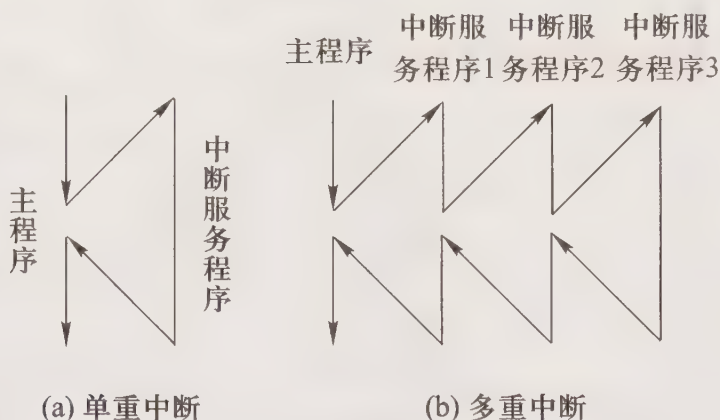 主程序
中断服务程序
(a) 单重中断
主程序
中断服
务程序1
中断服
务程序2
中断服
务程序3
(b) 多重中断